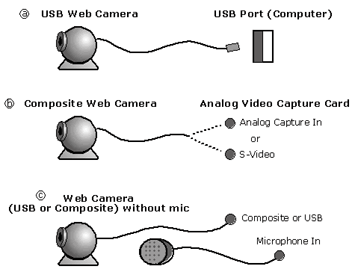 ⓐ USB Web Camera USB Port (Computer)
ⓑ Composite Web Camera Analog Video Capture Card
Analog Capture In
or
S-Video
ⓒ Web Camera
(USB or Composite) without mic
Composite or USB
Microphone In